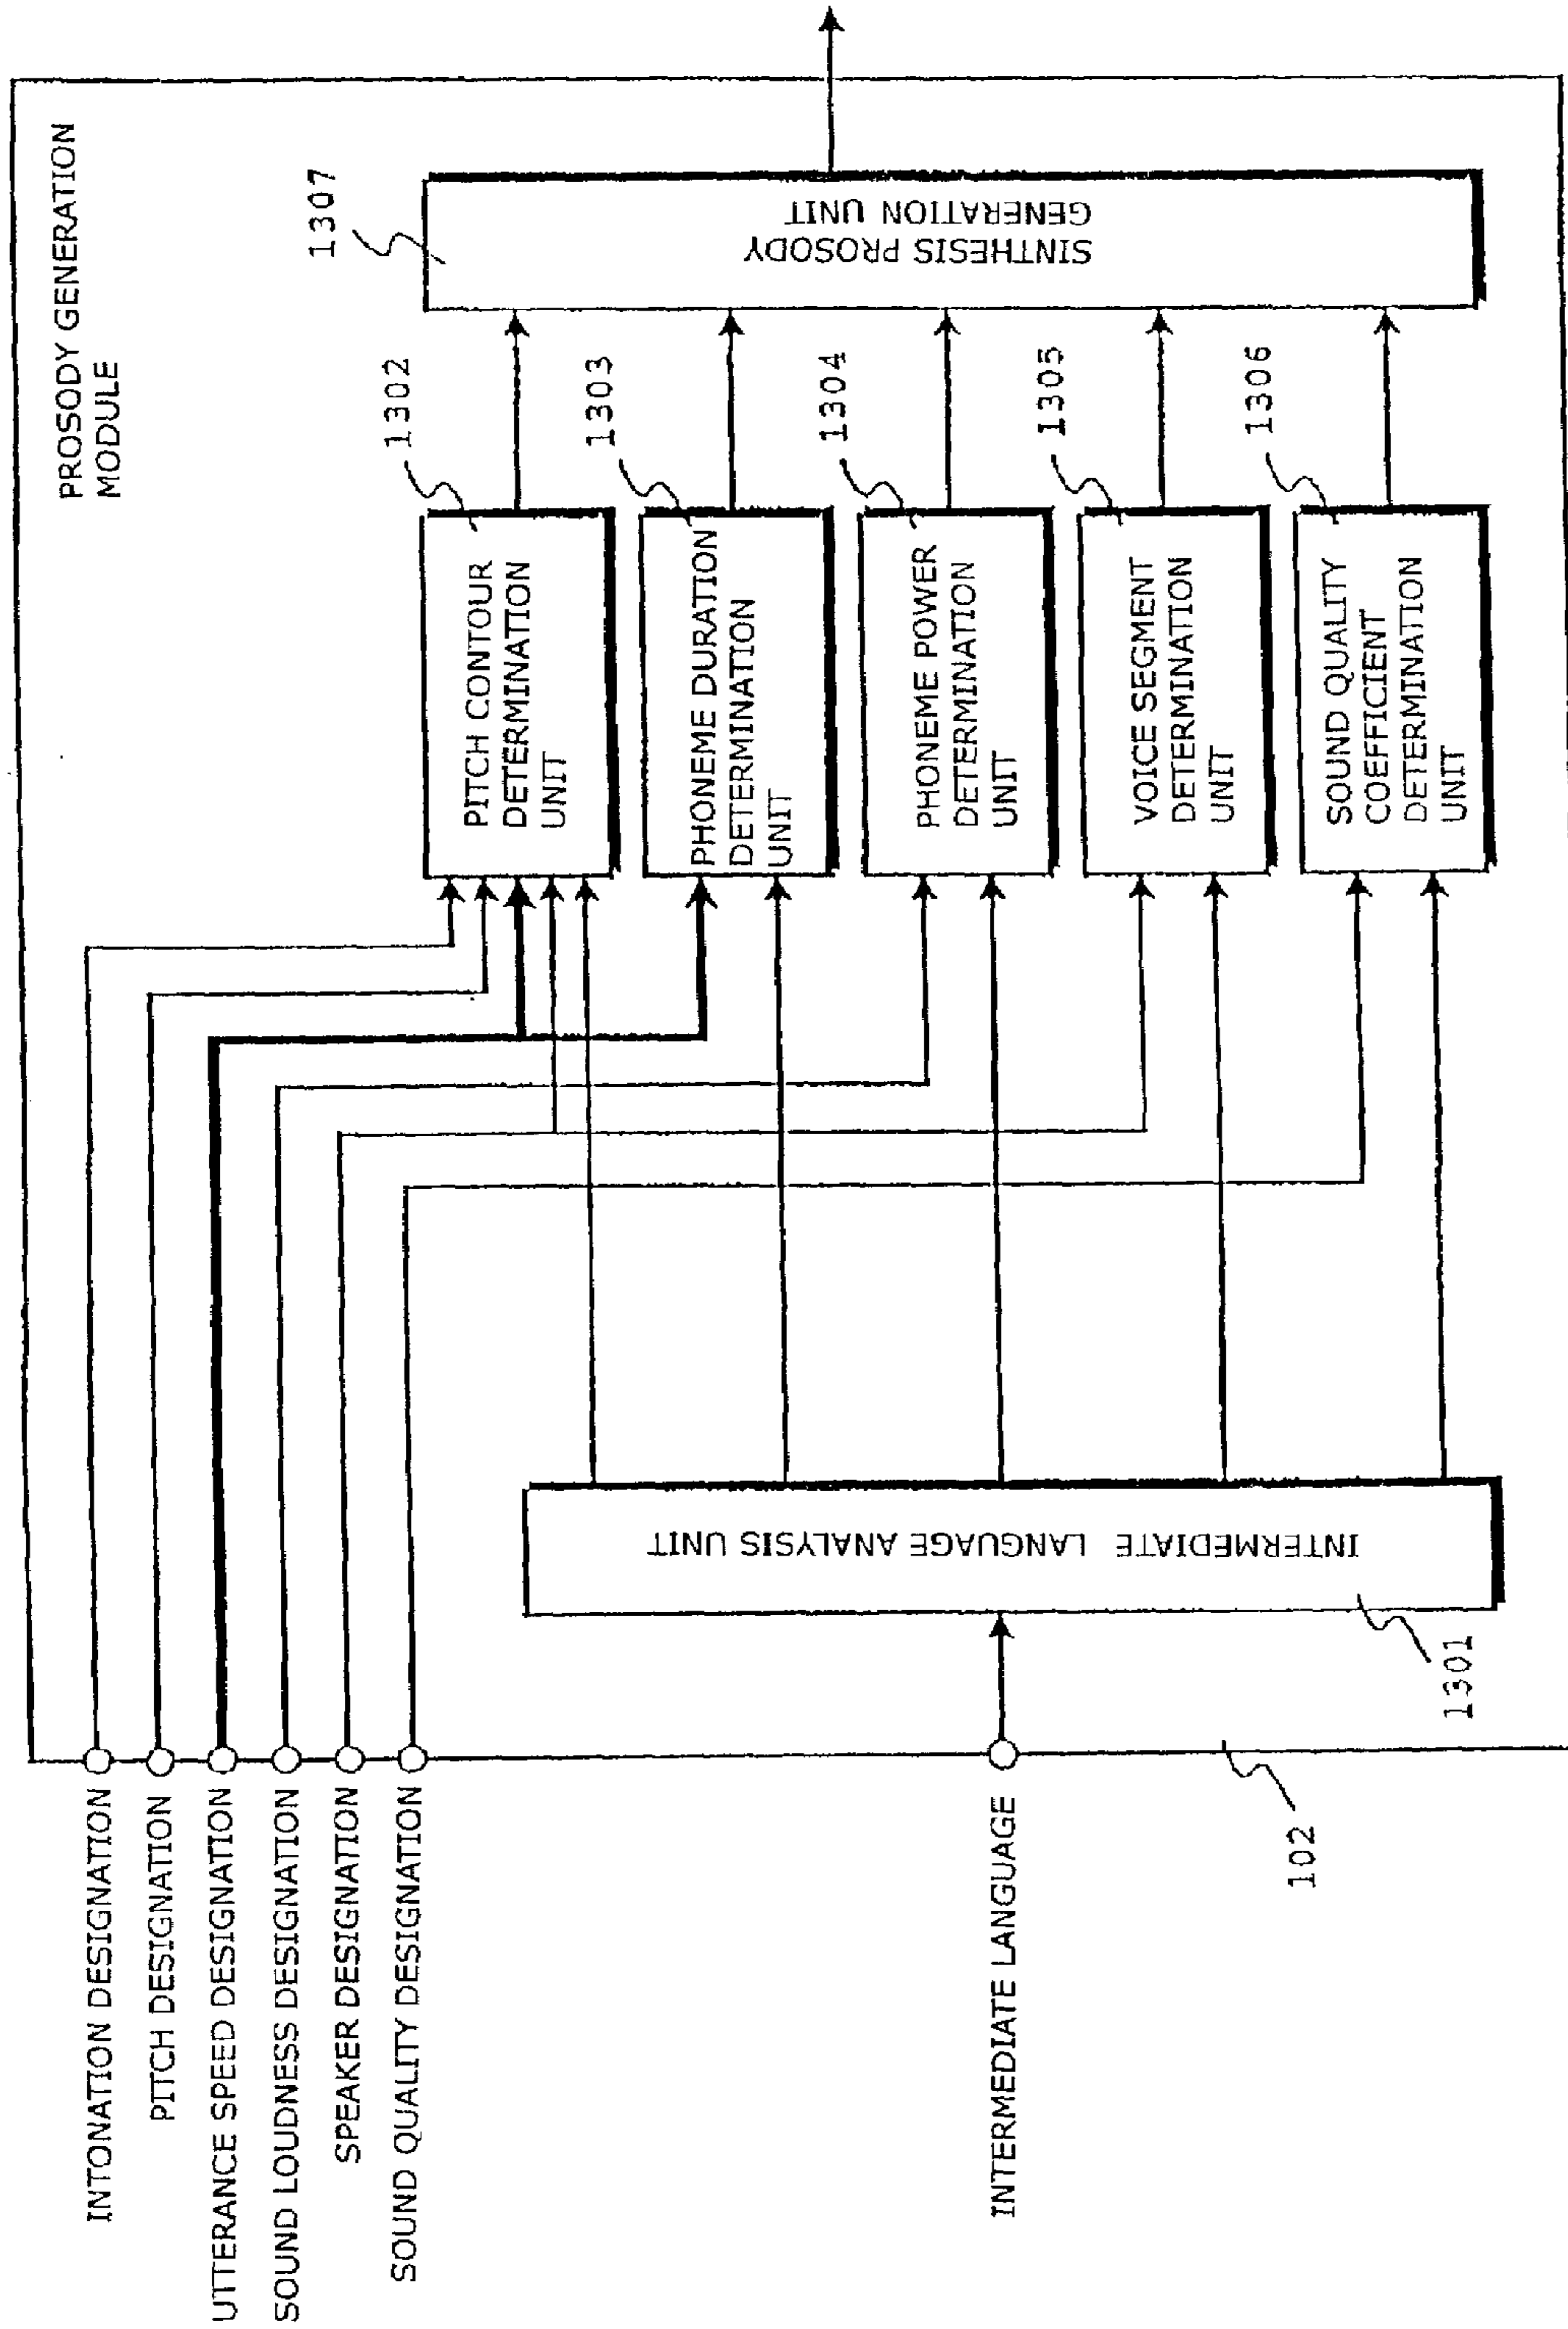 PROSODY GENERATION
MODULE
INTONATION DESIGNATION
PITCH DESIGNATION
UTTERANCE SPEED DESIGNATION
SOUND LOUDNESS DESIGNATION
SPEAKER DESIGNATION
SOUND QUALITY DESIGNATION
INTERMEDIATE LANGUAGE
102
INTERMEDIATE LANGUAGE ANALYSIS UNIT
1301
PITCH CONTOUR
DETERMINATION
UNIT
1302
PHONEME DURATION
DETERMINATION
UNIT
1303
PHONEME POWER
DETERMINATION
UNIT
1304
VOICE SEGMENT
DETERMINATION
UNIT
1305
SOUND QUALITY
COEFFICIENT
DETERMINATION
UNIT
1306
SINTHESIS PROSODY
GENERATION UNIT
1307